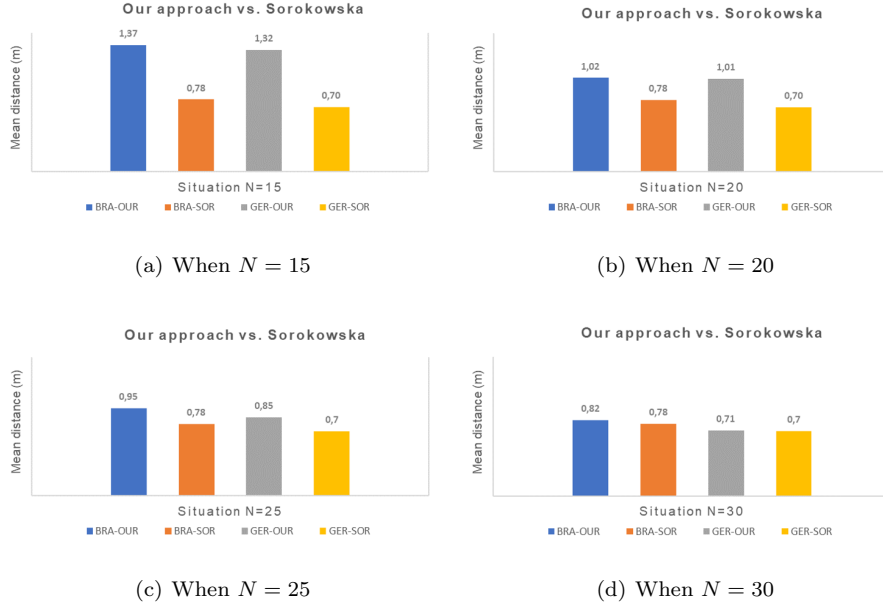 Our approach vs. Sorokowska
Mean distance (m)
1,37
0,78
1,32
0,70
Situation N=15
BRA-OUR BRA-SOR GER-OUR GER-SOR
(a) When N = 15
Our approach vs. Sorokowska
Mean distance (m)
1,02
0,78
1,01
0,70
Situation N=20
BRA-OUR BRA-SOR GER-OUR GER-SOR
(b) When N = 20
Our approach vs. Sorokowska
Mean distance (m)
0,95
0,78
0,85
0,7
Situation N=25
BRA-OUR BRA-SOR GER-OUR GER-SOR
(c) When N = 25
Our approach vs. Sorokowska
Mean distance (m)
0,82
0,78
0,71
0,7
Situation N=30
BRA-OUR BRA-SOR GER-OUR GER-SOR
(d) When N = 30